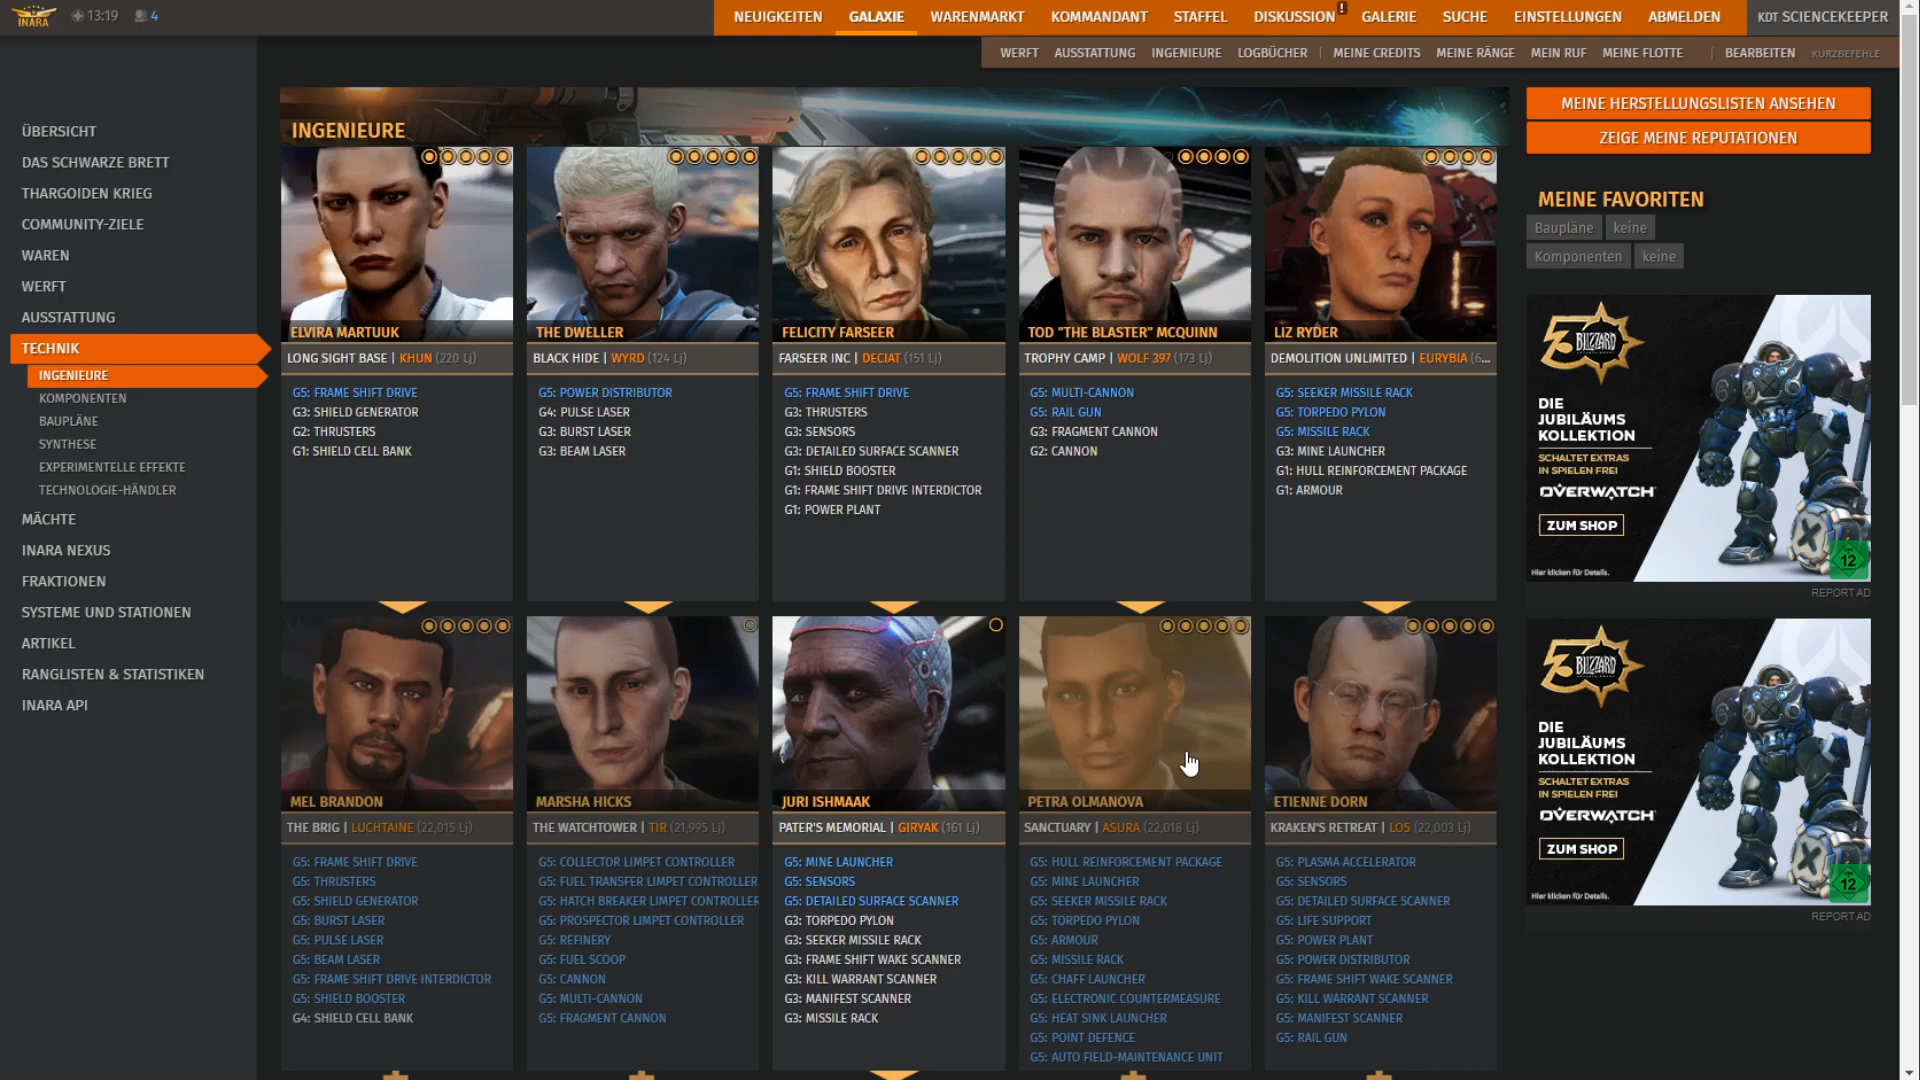 INARA
13:19
4
NEUIGKEITEN
GALAXIE
WARENMARKT
KOMMANDANT
STAFFEL
DISKUSSION !
GALERIE
SUCHE
EINSTELLUNGEN
ABMELDEN
KDT SCIENCEKEEPER
WERFT
AUSSTATTUNG
INGENIEURE
LOGBÜCHER
|
MEINE CREDITS
MEINE RÄNGE
MEIN RUF
MEINE FLOTTE
|
BEARBEITEN
KURZBEFEHLE
ÜBERSICHT
DAS SCHWARZE BRETT
THARGOIDEN KRIEG
COMMUNITY-ZIELE
WAREN
WERFT
AUSSTATTUNG
TECHNIK
INGENIEURE
KOMPONENTEN
BAUPLÄNE
SYNTHESE
EXPERIMENTELLE EFFEKTE
TECHNOLOGIE-HÄNDLER
MÄCHTE
INARA NEXUS
FRAKTIONEN
SYSTEME UND STATIONEN
ARTIKEL
RANGLISTEN & STATISTIKEN
INARA API
INGENIEURE
ELVIRA MARTUUK
LONG SIGHT BASE | KHUN (220 Lj)
G5: FRAME SHIFT DRIVE
G3: SHIELD GENERATOR
G2: THRUSTERS
G1: SHIELD CELL BANK
THE DWELLER
BLACK HIDE | WYRD (124 Lj)
G5: POWER DISTRIBUTOR
G4: PULSE LASER
G3: BURST LASER
G3: BEAM LASER
FELICITY FARSEER
FARSEER INC | DECIAT (151 Lj)
G5: FRAME SHIFT DRIVE
G3: THRUSTERS
G3: SENSORS
G3: DETAILED SURFACE SCANNER
G1: SHIELD BOOSTER
G1: FRAME SHIFT DRIVE INTERDICTOR
G1: POWER PLANT
TOD "THE BLASTER" MCQUINN
TROPHY CAMP | WOLF 397 (173 Lj)
G5: MULTI-CANNON
G5: RAIL GUN
G3: FRAGMENT CANNON
G2: CANNON
LIZ RYDER
DEMOLITION UNLIMITED | EURYBIA (6...
G5: SEEKER MISSILE RACK
G5: TORPEDO PYLON
G5: MISSILE RACK
G3: MINE LAUNCHER
G1: HULL REINFORCEMENT PACKAGE
G1: ARMOUR
MEL BRANDON
THE BRIG | LUCHTAINE (22,015 Lj)
G5: FRAME SHIFT DRIVE
G5: THRUSTERS
G5: SHIELD GENERATOR
G5: BURST LASER
G5: PULSE LASER
G5: BEAM LASER
G5: FRAME SHIFT DRIVE INTERDICTOR
G5: SHIELD BOOSTER
G4: SHIELD CELL BANK
MARSHA HICKS
THE WATCHTOWER | TIR (21,995 Lj)
G5: COLLECTOR LIMPET CONTROLLER
G5: FUEL TRANSFER LIMPET CONTROLLER
G5: HATCH BREAKER LIMPET CONTROLLER
G5: PROSPECTOR LIMPET CONTROLLER
G5: REFINERY
G5: FUEL SCOOP
G5: CANNON
G5: MULTI-CANNON
G5: FRAGMENT CANNON
JURI ISHMAAK
PATER'S MEMORIAL | GIRYAK (161 Lj)
G5: MINE LAUNCHER
G5: SENSORS
G5: DETAILED SURFACE SCANNER
G3: TORPEDO PYLON
G3: SEEKER MISSILE RACK
G3: FRAME SHIFT WAKE SCANNER
G3: KILL WARRANT SCANNER
G3: MANIFEST SCANNER
G3: MISSILE RACK
PETRA OLMANOVA
SANCTUARY | ASURA (22,018 Lj)
G5: HULL REINFORCEMENT PACKAGE
G5: MINE LAUNCHER
G5: SEEKER MISSILE RACK
G5: TORPEDO PYLON
G5: ARMOUR
G5: MISSILE RACK
G5: CHAFF LAUNCHER
G5: ELECTRONIC COUNTERMEASURE
G5: HEAT SINK LAUNCHER
G5: POINT DEFENCE
G5: AUTO FIELD-MAINTENANCE UNIT
ETIENNE DORN
KRAKEN'S RETREAT | LOS (22,003 Lj)
G5: PLASMA ACCELERATOR
G5: SENSORS
G5: DETAILED SURFACE SCANNER
G5: LIFE SUPPORT
G5: POWER PLANT
G5: POWER DISTRIBUTOR
G5: FRAME SHIFT WAKE SCANNER
G5: KILL WARRANT SCANNER
G5: MANIFEST SCANNER
G5: RAIL GUN
MEINE HERSTELLUNGSLISTEN ANSEHEN
ZEIGE MEINE REPUTATIONEN
MEINE FAVORITEN
Baupläne keine
Komponenten keine
BLIZZARD
DIE
JUBILÄUMS
KOLLEKTION
SCHALTET EXTRAS
IN SPIELEN FREI
OVERWATCH
ZUM SHOP
Hier klicken für Details.
12
REPORT AD
BLIZZARD
DIE
JUBILÄUMS
KOLLEKTION
SCHALTET EXTRAS
IN SPIELEN FREI
OVERWATCH
ZUM SHOP
Hier klicken für Details.
12
REPORT AD